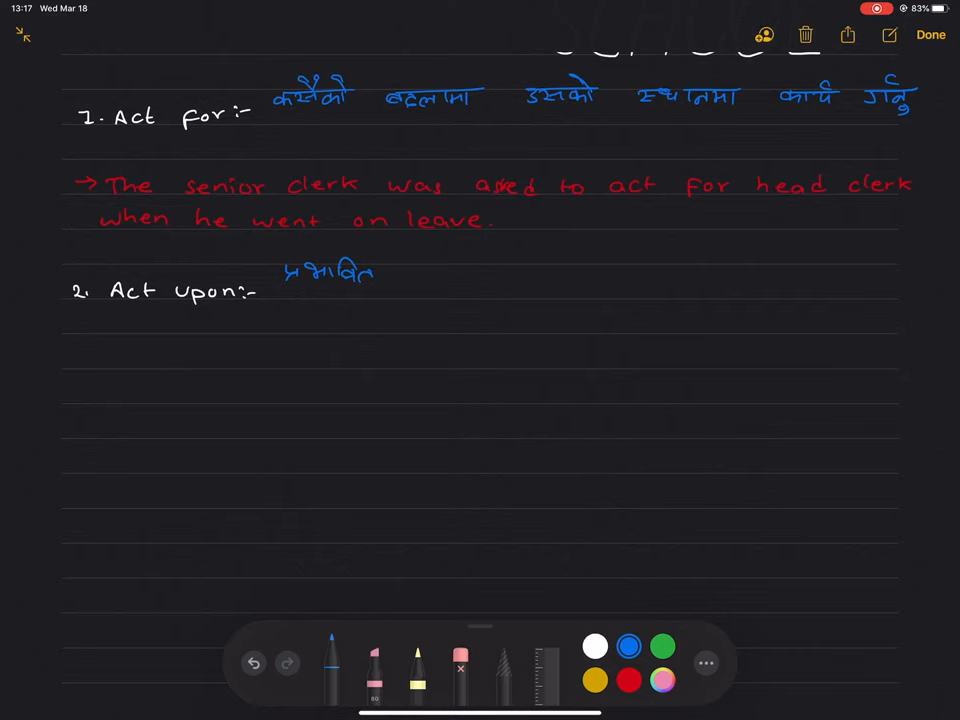 13:17 Wed Mar 18 83%
Done
1. Act for:- कसैको बदलामा उसको स्थानमा कार्य गर्नु
→ The senior clerk was asked to act for head clerk
when he went on leave.
2. Act upon:- प्रभावित
80